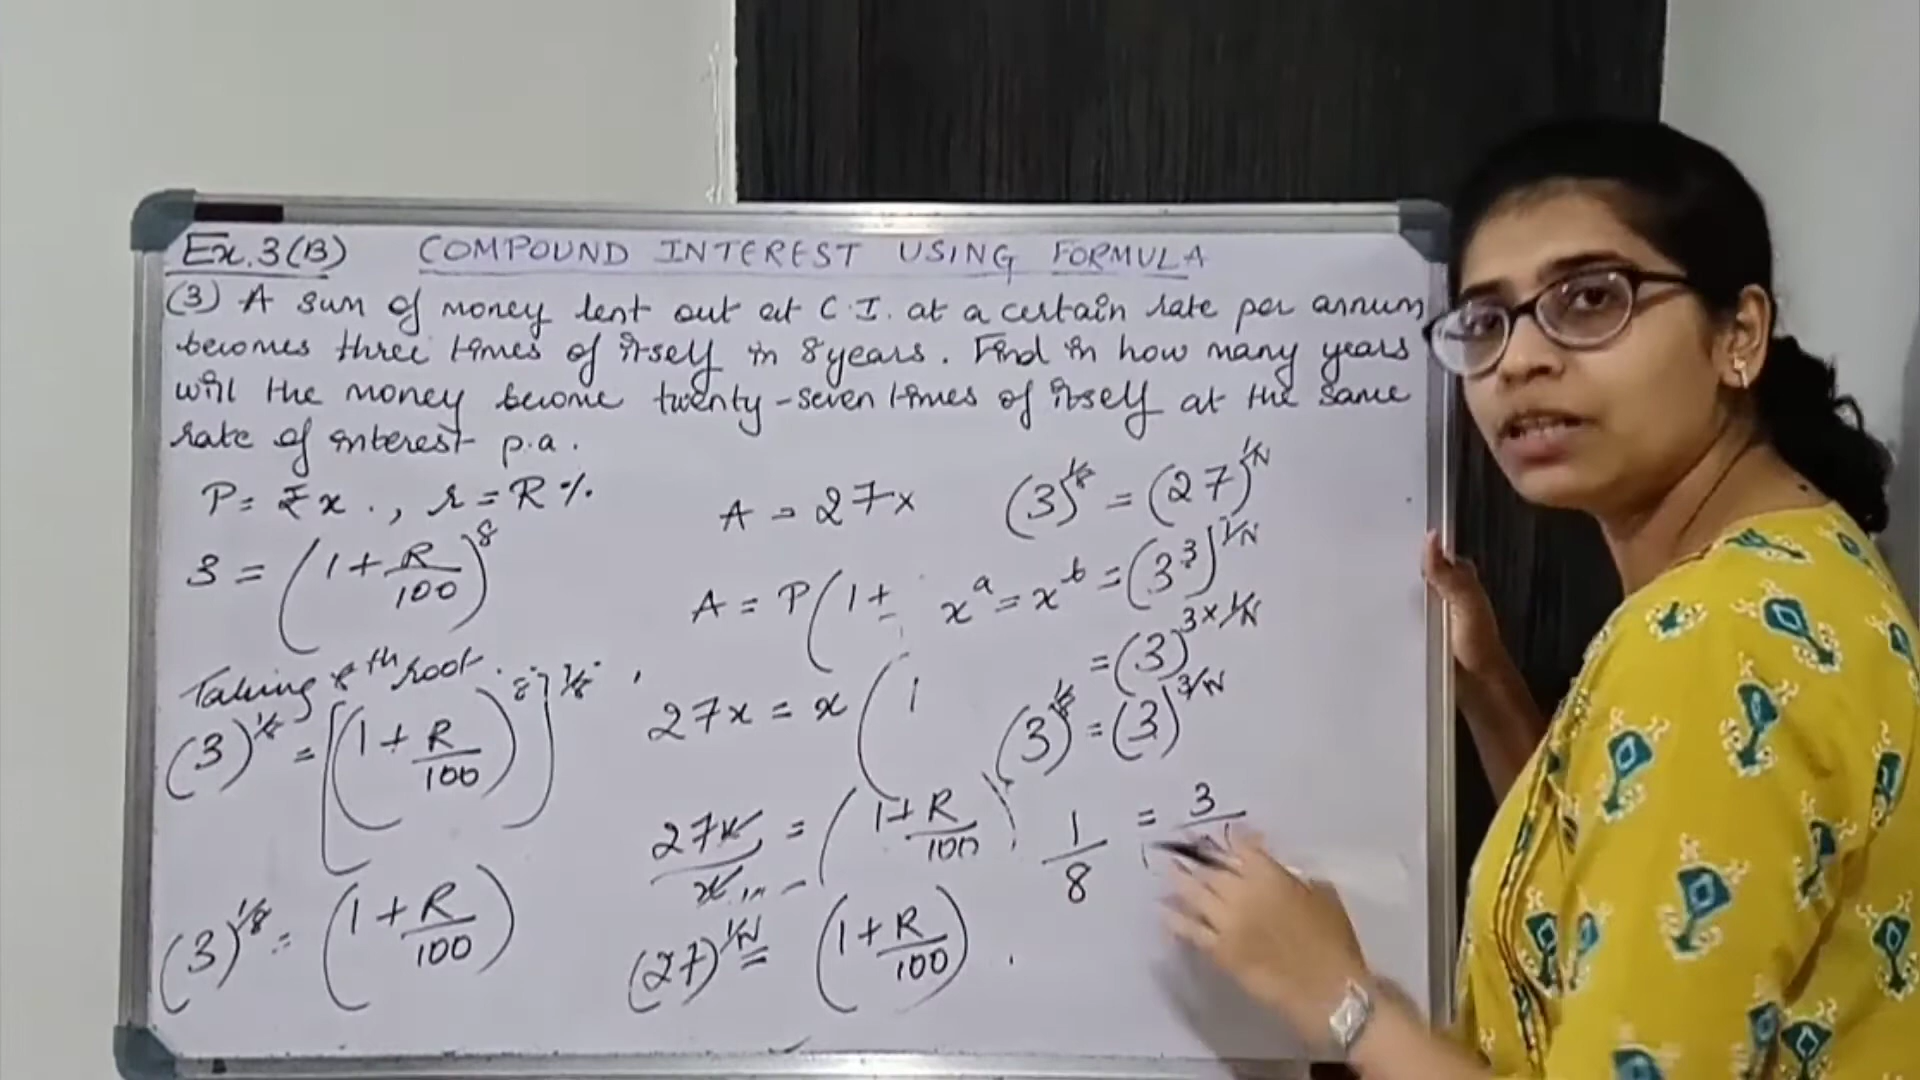 Ex. 3(B) COMPOUND INTEREST USING FORMULA
(3) A sum of money lent out at C.I. at a certain rate per annum
becomes three times of itself in 8 years. Find in how many years
will the money become twenty-seven times of itself at the same
rate of interest p.a.
P = ₹ x ., r = R %.
3 = (1 + R/100)^8
Taking 8th root.
(3)^1/8 = [(1 + R/100)^8]^1/8
(3)^1/8 = (1 + R/100)
A = 27x
A = P(1 +
27x = x (1
27x/x = (1 + R/100)
(27)^1/N = (1 + R/100)
(3)^1/8 = (27)^1/N
x^a = x^b = (3^3)^1/N
= (3)^3×1/N
(3)^1/8 = (3)^3/N
1/8 = 3/